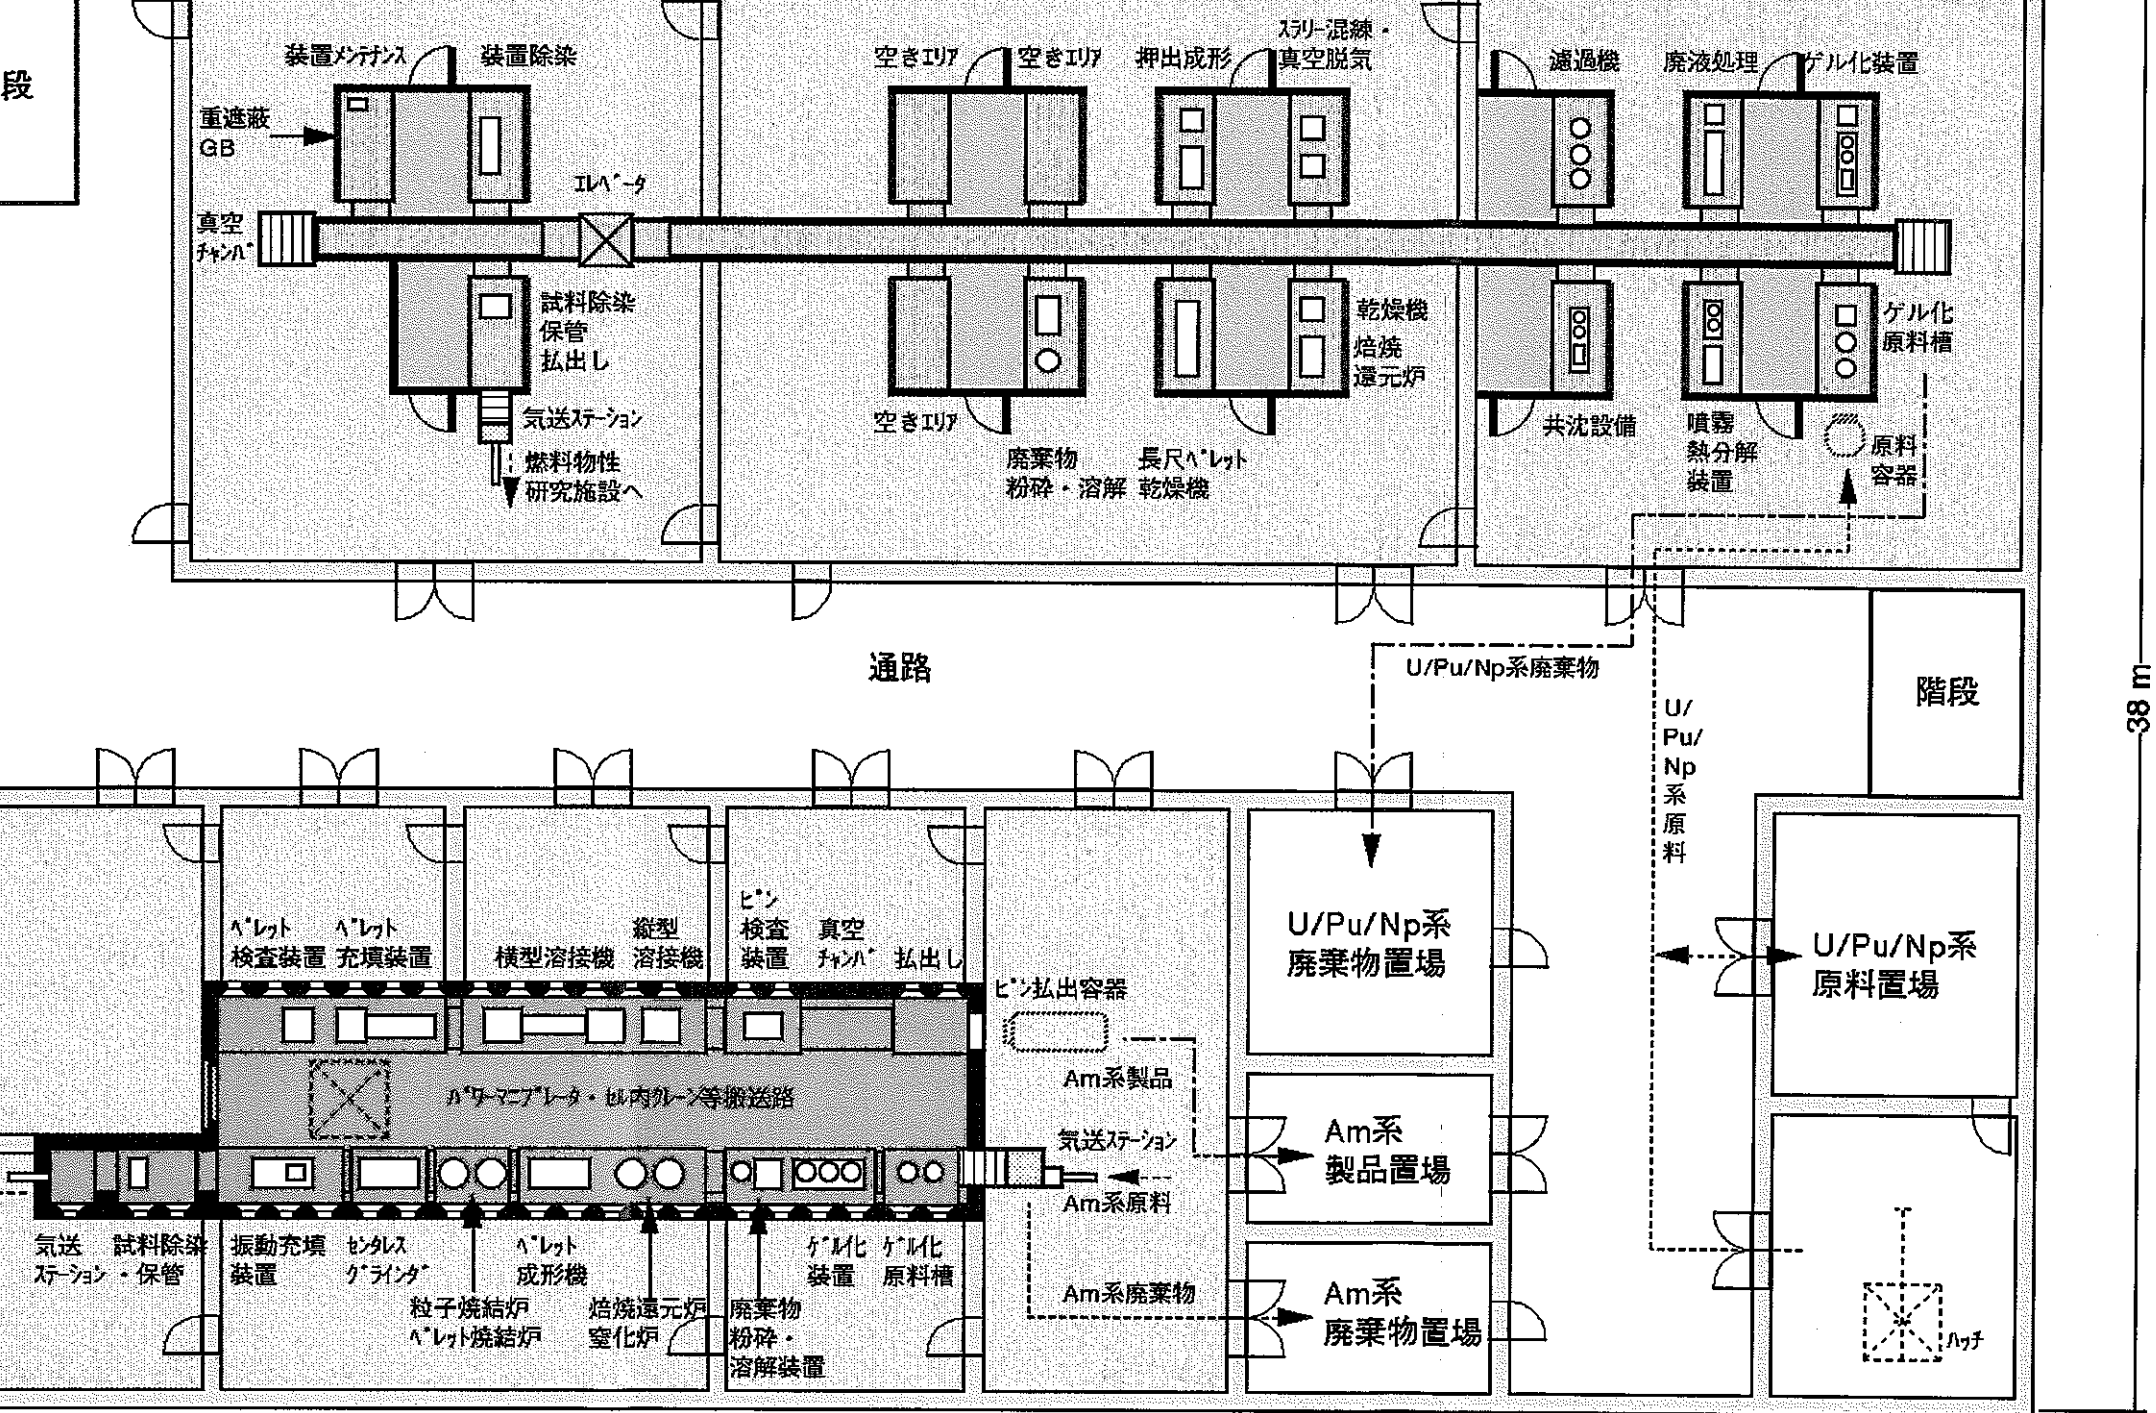 段
装置メンテナンス
装置除染
空きエリア
空きエリア
押出成形
スラリー混練・
真空脱気
濾過機
廃液処理
ゲル化装置
重遮蔽
GB
エレベータ
真空
チャンバ
試料除染
保管
払出し
気送ステーション
燃料物性
研究施設へ
空きエリア
廃棄物
粉砕・溶解
長尺ペレット
乾燥機
乾燥機
焙焼
還元炉
共沈設備
噴霧
熱分解
装置
ゲル化
原料槽
原料
容器
通路
U/Pu/Np系廃棄物
U/
Pu/
Np
系
原
料
階段
38 m
ペレット
検査装置
ペレット
充填装置
横型溶接機
縦型
溶接機
ピン
検査
装置
真空
チャンバ
払出し
ピン払出容器
U/Pu/Np系
廃棄物置場
U/Pu/Np系
原料置場
パワーマニプレータ・セル内クレーン等搬送路
Am系製品
Am系
製品置場
気送ステーション
Am系原料
気送
ステーション
試料除染
・保管
振動充填
装置
センタレス
グラインダ
ペレット
成形機
ゲル化
装置
ゲル化
原料槽
粒子焼結炉
ペレット焼結炉
焙焼還元炉
窒化炉
廃棄物
粉砕・
溶解装置
Am系廃棄物
Am系
廃棄物置場
ハッチ